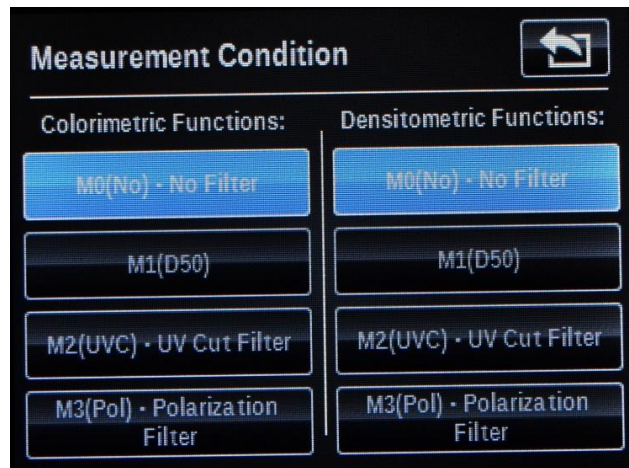 Measurement Condition
Colorimetric Functions:
M0(No) - No Filter
M1(D50)
M2(UVC) - UV Cut Filter
M3(Pol) - Polarization
Filter
Densitometric Functions:
M0(No) - No Filter
M1(D50)
M2(UVC) - UV Cut Filter
M3(Pol) - Polarization
Filter